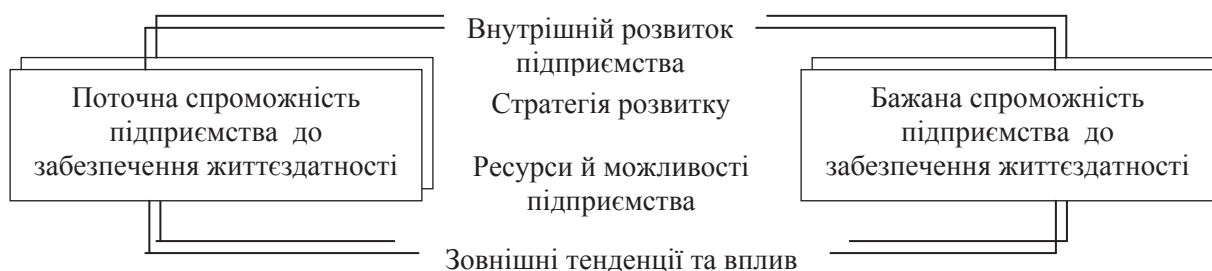 Внутрішній розвиток
підприємства
Поточна спроможність
підприємства до
забезпечення життєздатності
Стратегія розвитку
Ресурси й можливості
підприємства
Бажана спроможність
підприємства до
забезпечення життєздатності
Зовнішні тенденції та вплив